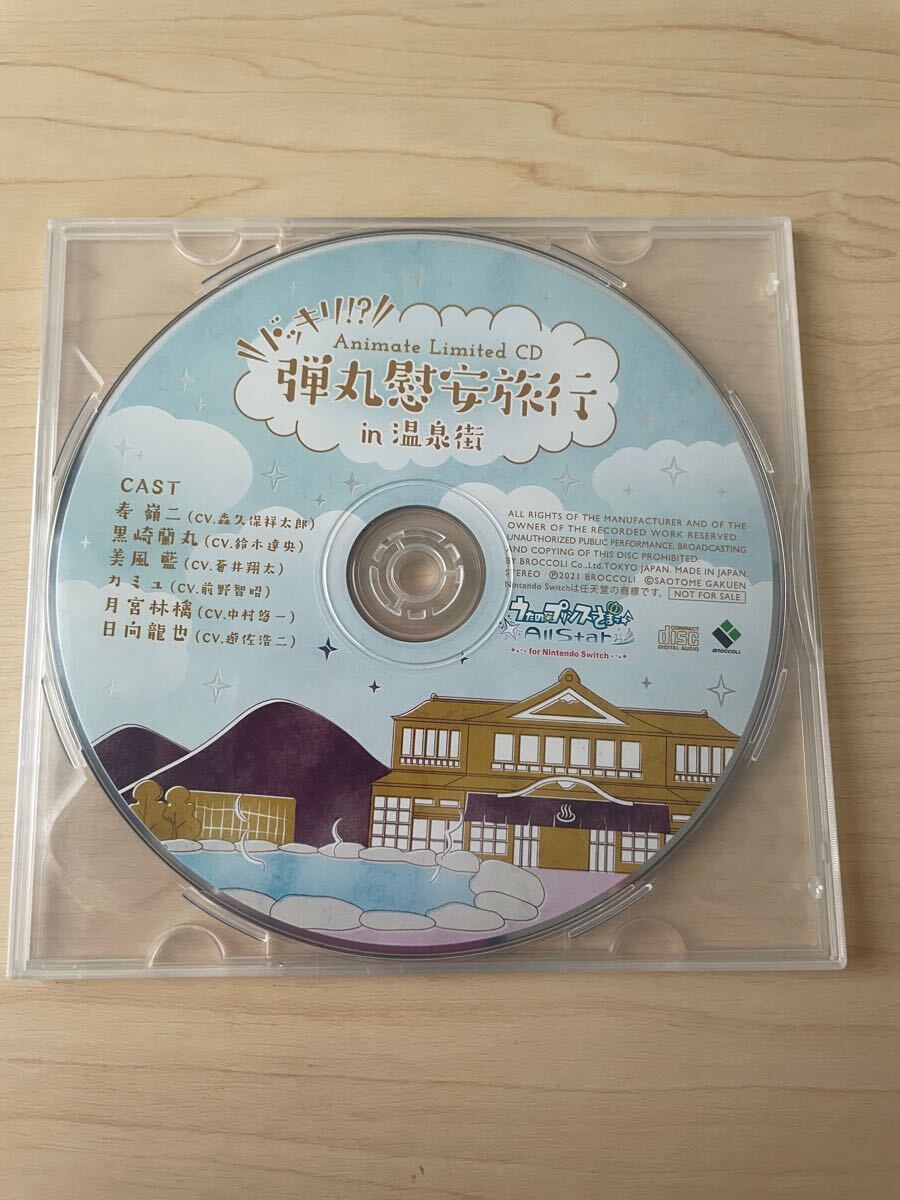 ドッキリ!?
Animate Limited CD
弾丸慰安旅行
in 温泉街
CAST
寿 嶺二 (CV.森久保祥太郎)
黒崎蘭丸 (CV.鈴木達央)
美風 藍 (CV.蒼井翔太)
カミュ (CV.前野智昭)
月宮林檎 (CV.中村悠一)
日向龍也 (CV.遊佐浩二)
ALL RIGHTS OF THE MANUFACTURER AND OF THE
OWNER OF THE RECORDED WORK RESERVED.
UNAUTHORIZED PUBLIC PERFORMANCE, BROADCASTING
AND COPYING OF THIS DISC PROHIBITED.
BY BROCCOLI Co.,Ltd.TOKYO JAPAN. MADE IN JAPAN,
STEREO ℗2021 BROCCOLI ©SAOTOME GAKUEN
Nintendo Switchは任天堂の商標です。 NOT FOR SALE
うたの☆プリンスさまっ♪
All Star
for Nintendo Switch
COMPACT
disc
DIGITAL AUDIO
BROCCOLI